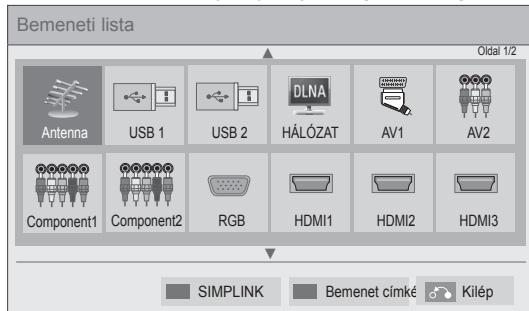 Bemeneti lista
Oldal 1/2
DLNA
Antenna USB 1 USB 2 HÁLÓZAT AV1 AV2
Component1 Component2 RGB HDMI1 HDMI2 HDMI3
SIMPLINK Bemenet címké Kilép